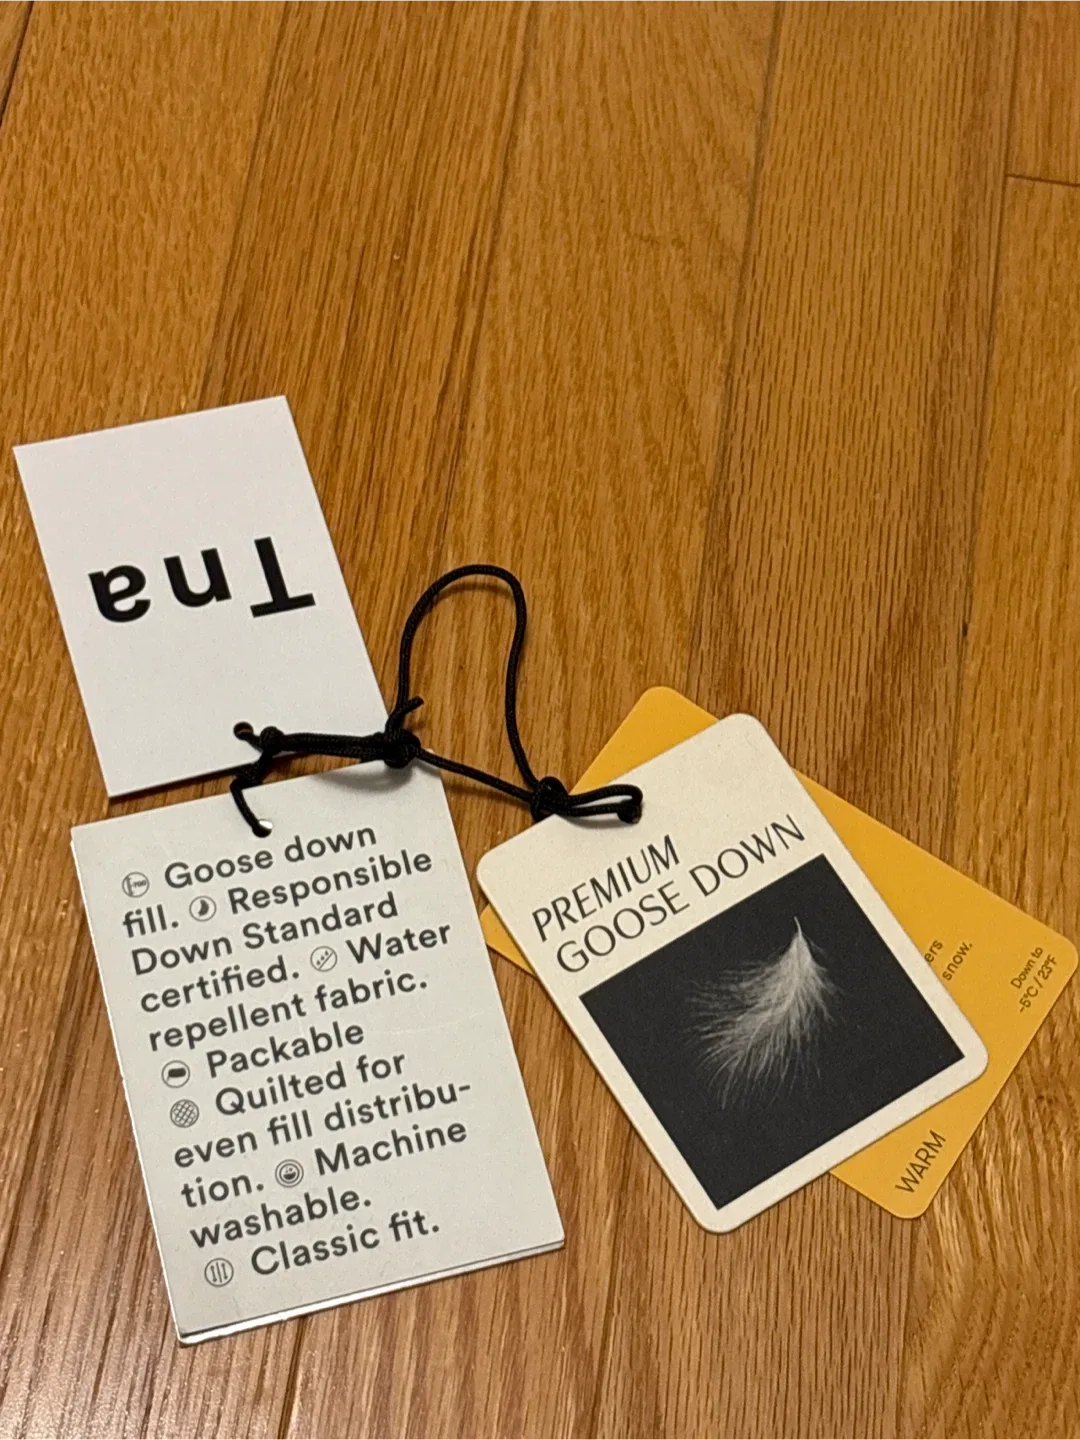 Tna
Goose down
fill. Responsible
Down Standard
certified. Water
repellent fabric.
Packable
Quilted for
even fill distribu-
tion. Machine
washable.
Classic fit.
PREMIUM
GOOSE DOWN
ers
snow.
Down to
-5°C / 23°F
WARM